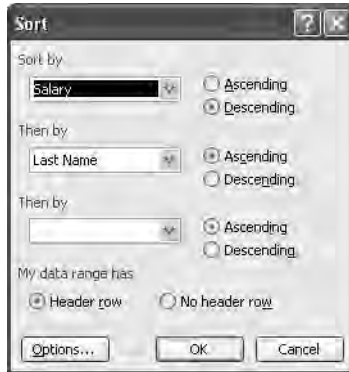 Sort
Sort by
Salary
Ascending
Descending
Then by
Last Name
Ascending
Descending
Then by
Ascending
Descending
My data range has
Header row No header row
Options... OK Cancel